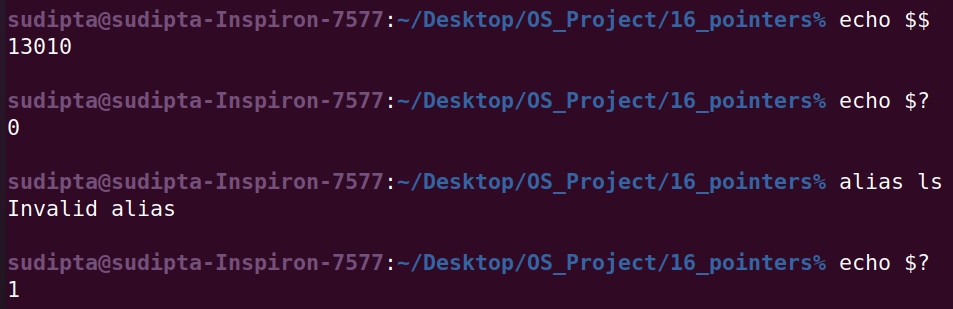 sudipta@sudipta-Inspiron-7577:~/Desktop/OS_Project/16_pointers% echo $$
13010
sudipta@sudipta-Inspiron-7577:~/Desktop/OS_Project/16_pointers% echo $?
0
sudipta@sudipta-Inspiron-7577:~/Desktop/OS_Project/16_pointers% alias ls
Invalid alias
sudipta@sudipta-Inspiron-7577:~/Desktop/OS_Project/16_pointers% echo $?
1